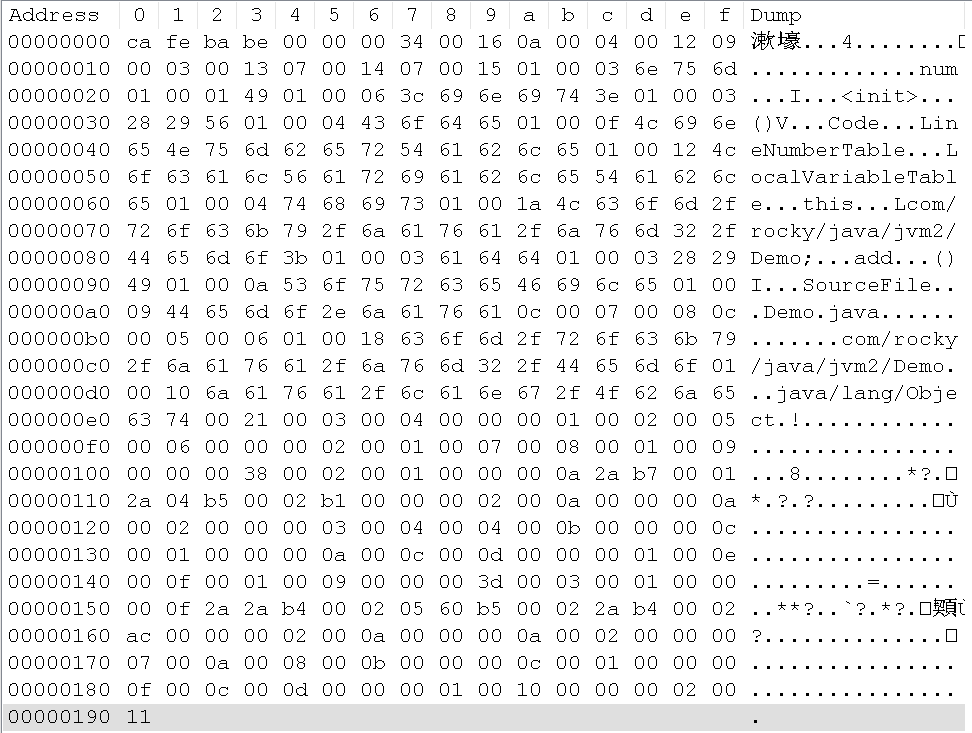 Address 0 1 2 3 4 5 6 7 8 9 a b c d e f Dump
00000000 ca fe ba be 00 00 00 34 00 16 0a 00 04 00 12 09 漱壕...4........□
00000010 00 03 00 13 07 00 14 07 00 15 01 00 03 6e 75 6d .............num
00000020 01 00 01 49 01 00 06 3c 69 6e 69 74 3e 01 00 03 ...I...<init>...
00000030 28 29 56 01 00 04 43 6f 64 65 01 00 0f 4c 69 6e ()V...Code...Lin
00000040 65 4e 75 6d 62 65 72 54 61 62 6c 65 01 00 12 4c eNumberTable...L
00000050 6f 63 61 6c 56 61 72 69 61 62 6c 65 54 61 62 6c ocalVariableTabl
00000060 65 01 00 04 74 68 69 73 01 00 1a 4c 63 6f 6d 2f e...this...Lcom/
00000070 72 6f 63 6b 79 2f 6a 61 76 61 2f 6a 76 6d 32 2f rocky/java/jvm2/
00000080 44 65 6d 6f 3b 01 00 03 61 64 64 01 00 03 28 29 Demo;...add...()
00000090 49 01 00 0a 53 6f 75 72 63 65 46 69 6c 65 01 00 I...SourceFile..
000000a0 09 44 65 6d 6f 2e 6a 61 76 61 0c 00 07 00 08 0c .Demo.java......
000000b0 00 05 00 06 01 00 18 63 6f 6d 2f 72 6f 63 6b 79 .......com/rocky
000000c0 2f 6a 61 76 61 2f 6a 76 6d 32 2f 44 65 6d 6f 01 /java/jvm2/Demo.
000000d0 00 10 6a 61 76 61 2f 6c 61 6e 67 2f 4f 62 6a 65 ..java/lang/Obje
000000e0 63 74 00 21 00 03 00 04 00 00 00 01 00 02 00 05 ct.!............
000000f0 00 06 00 00 00 02 00 01 00 07 00 08 00 01 00 09 ................
00000100 00 00 00 38 00 02 00 01 00 00 00 0a 2a b7 00 01 ...8........*?.□
00000110 2a 04 b5 00 02 b1 00 00 00 02 00 0a 00 00 00 0a *.?.?.........□Ù
00000120 00 02 00 00 00 03 00 04 00 04 00 0b 00 00 00 0c ................
00000130 00 01 00 00 00 0a 00 0c 00 0d 00 00 00 01 00 0e ................
00000140 00 0f 00 01 00 09 00 00 00 3d 00 03 00 01 00 00 .........=......
00000150 00 0f 2a 2a b4 00 02 05 60 b5 00 02 2a b4 00 02 ..**?..`?.*?.□
00000160 ac 00 00 00 02 00 0a 00 00 00 0a 00 02 00 00 00 ?..............□
00000170 07 00 0a 00 08 00 0b 00 00 00 0c 00 01 00 00 00 ................
00000180 0f 00 0c 00 0d 00 00 00 01 00 10 00 00 00 02 00 ................
00000190 11 .